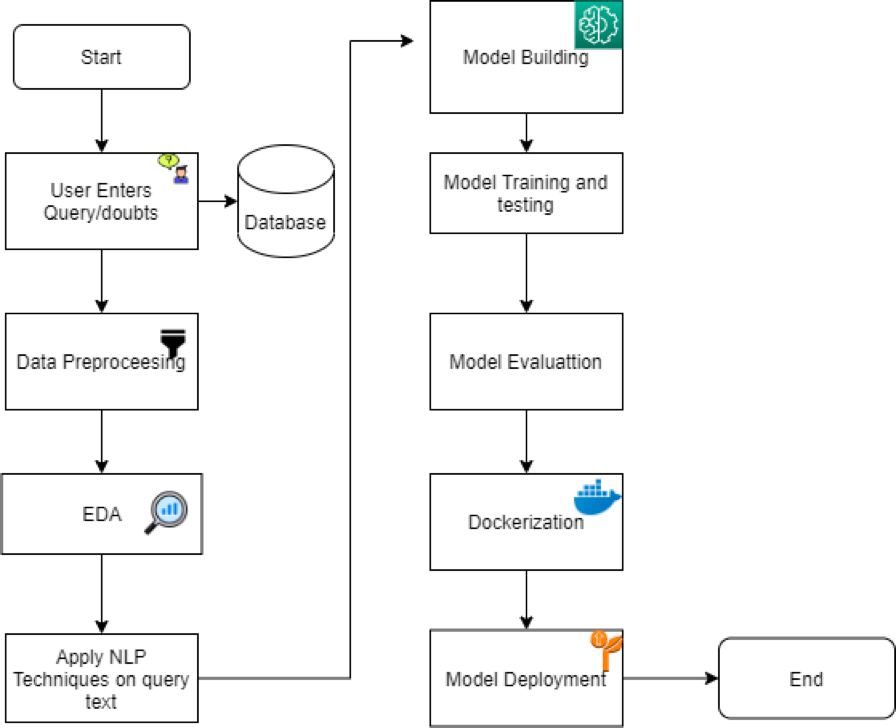 Start
User Enters
Query/doubts
Database
Data Preproceesing
EDA
Apply NLP
Techniques on query
text
Model Building
Model Training and
testing
Model Evaluattion
Dockerization
Model Deployment
End